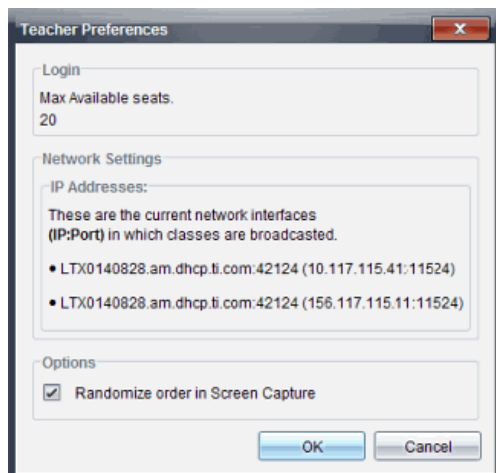 Teacher Preferences
Login
Max Available seats.
20
Network Settings
IP Addresses:
These are the current network interfaces
(IP:Port) in which classes are broadcasted.
• LTX0140828.am.dhcp.ti.com:42124 (10.117.115.41:11524)
• LTX0140828.am.dhcp.ti.com:42124 (156.117.115.11:11524)
Options
Randomize order in Screen Capture
OK Cancel